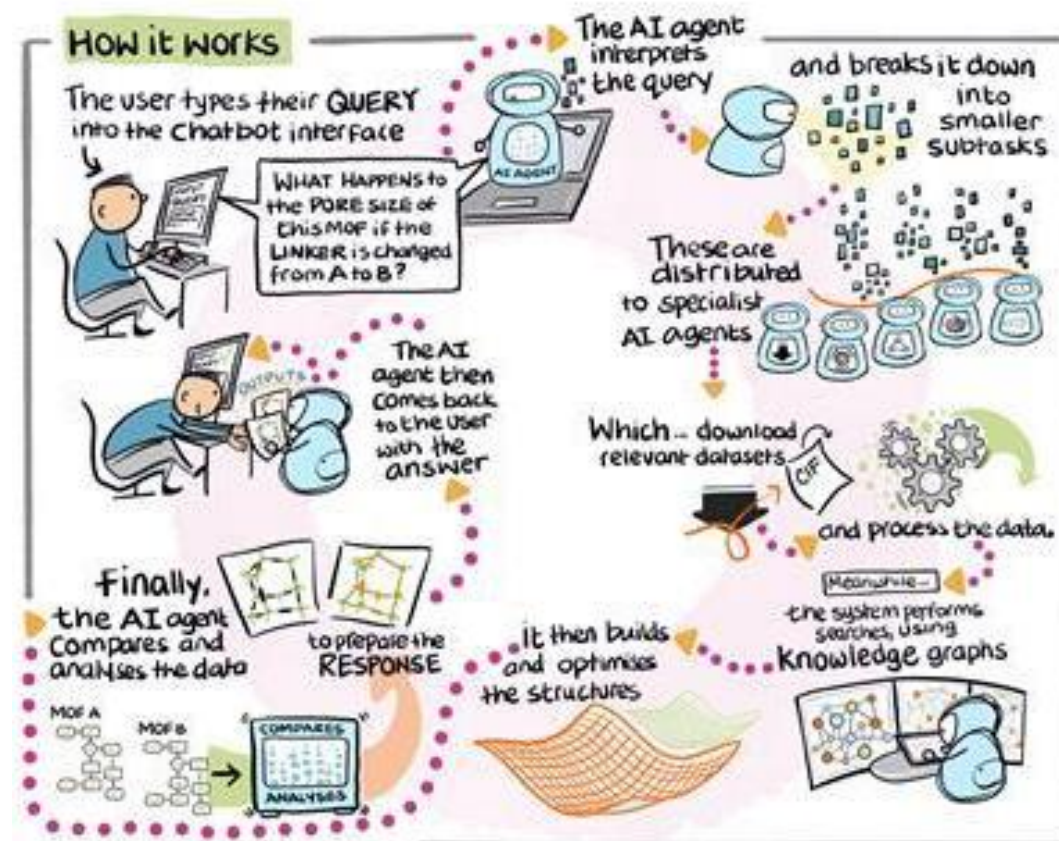 How it works
The user types their QUERY
into the Chatbot interface
WHAT HAPPENS to
the PORE SIZE of
this MOF if the
LINKER is changed
from A to B?
AI AGENT
The AI agent
interprets
the query
and breaks it down
into
smaller
subtasks
These are
distributed
to specialist
AI agents
Which... download
relevant datasets
CIF
and process the data.
Meanwhile...
the system performs
searches, using
Knowledge graphs
it then builds
and optimises
the structures
Finally,
the AI agent
Compares and
analyses the data
MOF A
MOF B
COMPARES
ANALYSES
to prepare the
RESPONSE
The AI
agent then
comes back
to the user
with the
answer
OUTPUTS